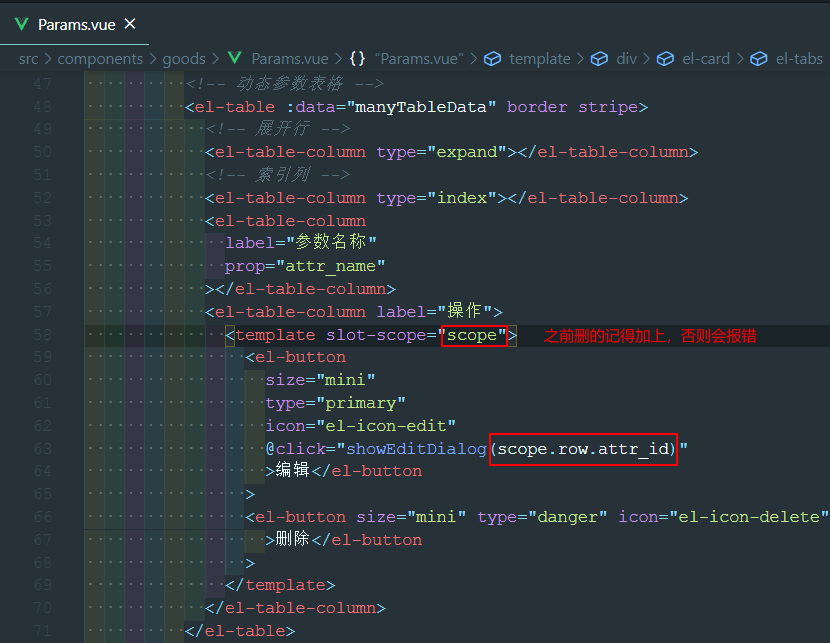 Params.vue ×
src > components > goods > Params.vue > {} "Params.vue" > template > div > el-card > el-tabs
47 <!-- 动态参数表格 -->
48 <el-table :data="manyTableData" border stripe>
49 <!-- 展开行 -->
50 <el-table-column type="expand"></el-table-column>
51 <!-- 索引列 -->
52 <el-table-column type="index"></el-table-column>
53 <el-table-column
54 label="参数名称"
55 prop="attr_name"
56 ></el-table-column>
57 <el-table-column label="操作">
58 <template slot-scope="scope"> 之前删的记得加上，否则会报错
59 <el-button
60 size="mini"
61 type="primary"
62 icon="el-icon-edit"
63 @click="showEditDialog(scope.row.attr_id)"
64 >编辑</el-button
65 >
66 <el-button size="mini" type="danger" icon="el-icon-delete"
67 >删除</el-button
68 >
69 </template>
70 </el-table-column>
71 </el-table>